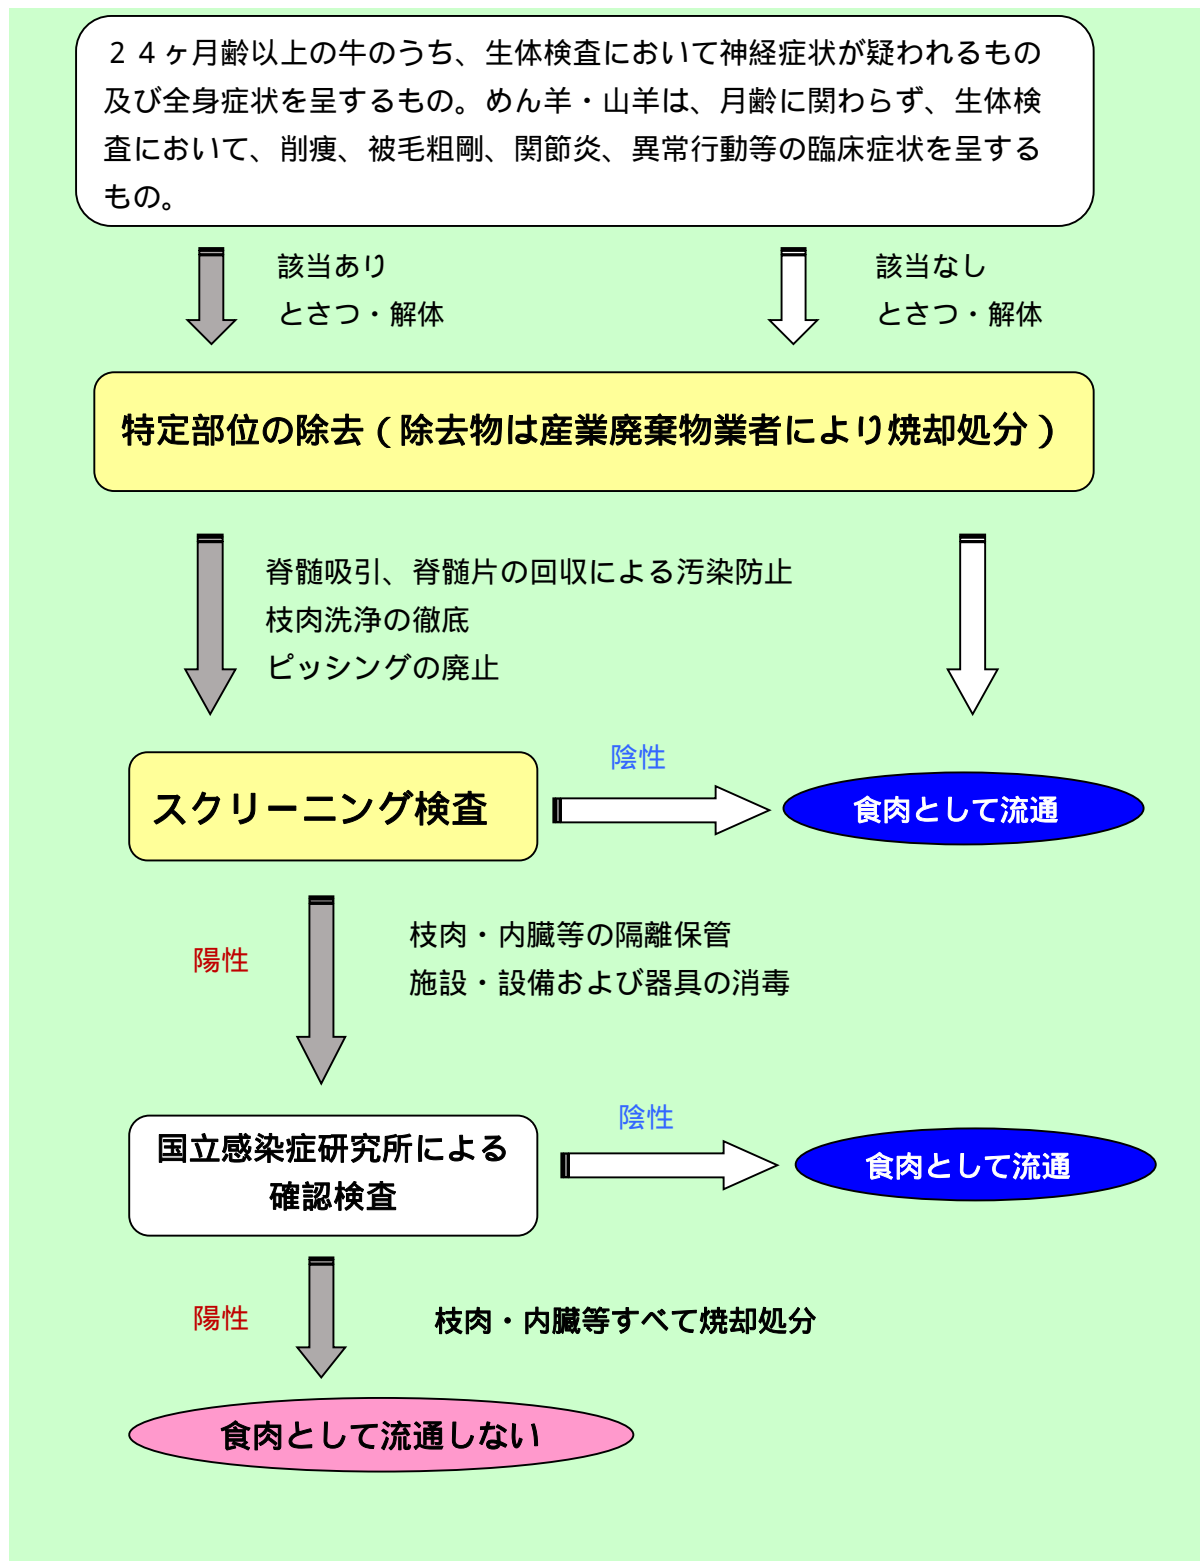 ２４ヶ月齢以上の牛のうち、生体検査において神経症状が疑われるもの
及び全身症状を呈するもの。めん羊・山羊は、月齢に関わらず、生体検
査において、削痩、被毛粗剛、関節炎、異常行動等の臨床症状を呈する
もの。
該当あり
とさつ・解体
該当なし
とさつ・解体
特定部位の除去（除去物は産業廃棄物業者により焼却処分）
脊髄吸引、脊髄片の回収による汚染防止
枝肉洗浄の徹底
ピッシングの廃止
スクリーニング検査
陰性
食肉として流通
陽性
枝肉・内臓等の隔離保管
施設・設備および器具の消毒
国立感染症研究所による
確認検査
陰性
食肉として流通
陽性
枝肉・内臓等すべて焼却処分
食肉として流通しない